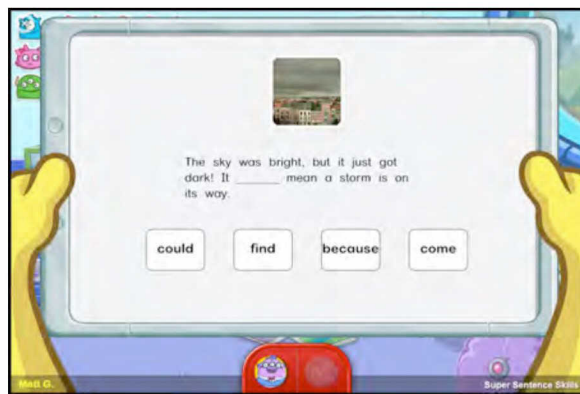 The sky was bright, but it just got
dark! It ______ mean a storm is on
its way.
could
find
because
come
Matt G.
Super Sentence Skills